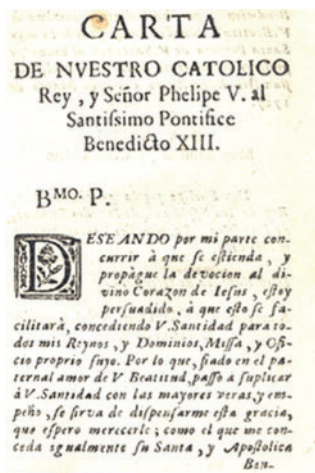 CARTA
DE NVESTRO CATOLICO
Rey, y Señor Phelipe V. al
Santiſsimo Pontifice
Benedicto XIII.
BMO. P.
DESEANDO por mi parte con-
currir à que ſe eſtienda, y
propàgue la devocion al di-
vino Corazon de Ieſus, eſtoy
perſuadido, à que eſto ſe fa-
cilitarà, concediendo V. Santidad para to-
dos mis Reynos, y Dominios, Miſſa, y Ofi-
cio proprio ſuyo. Por lo que, fiado en el pa-
ternal amor de V Beatitud, paſſo a ſuplicar
à V. Santidad con las mayores veras, y em-
peño, ſe ſirva de diſpenſarme eſta gracia,
que eſpero merecerle; como el que me con-
ceda igualmente ſu Santa, y Apoſtolica
Ben-